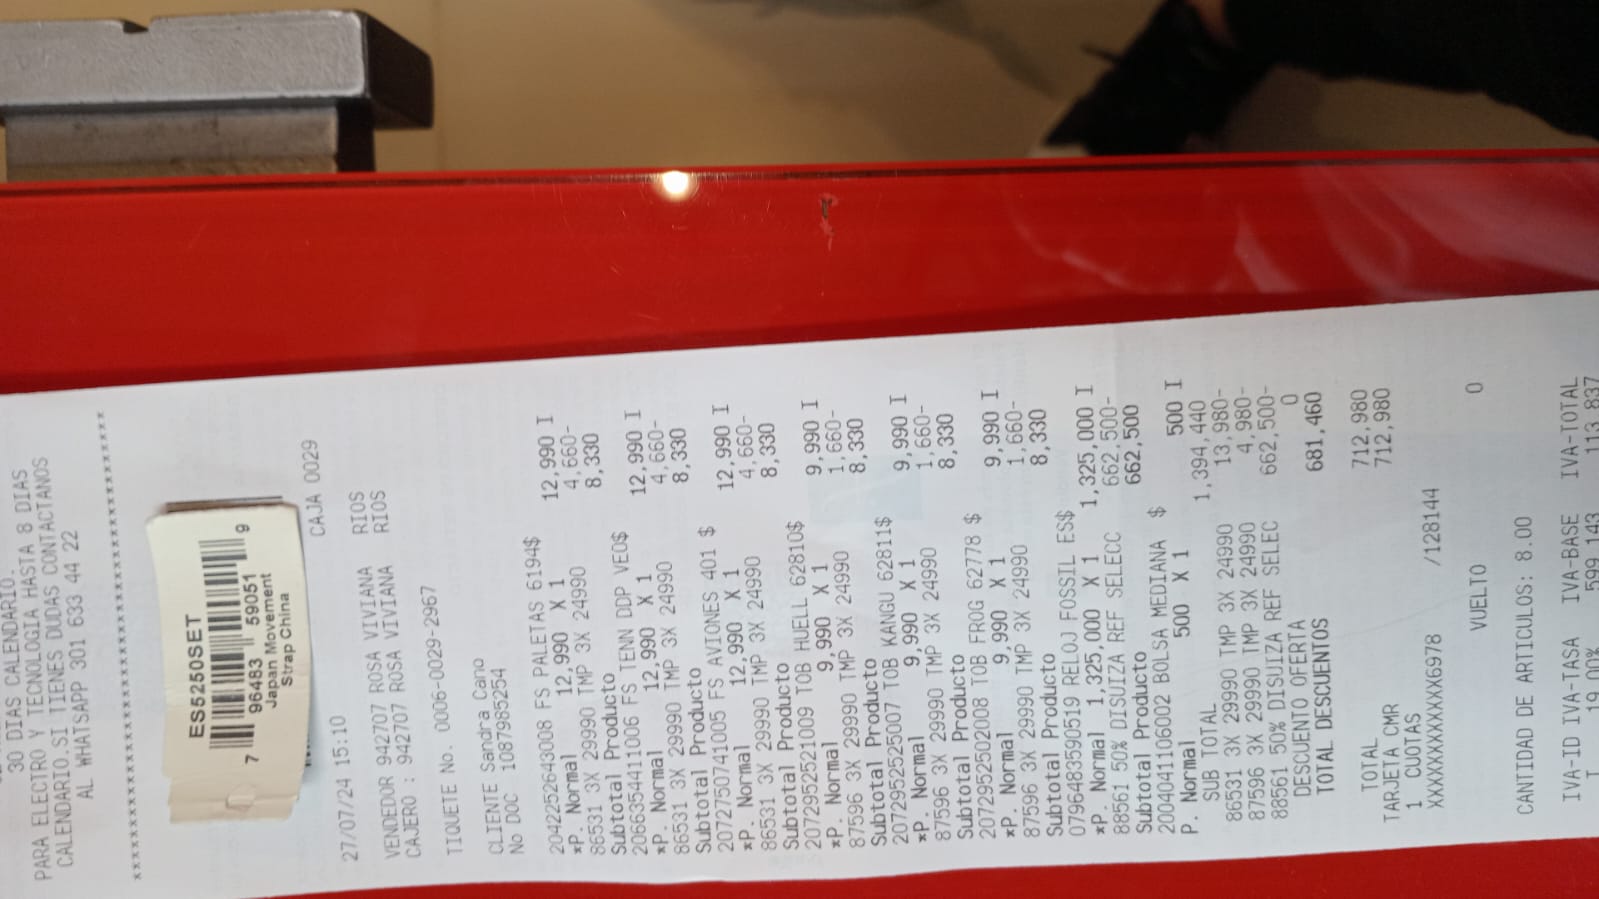 30 DIAS CALENDARIO.
PARA ELECTRO Y TECNOLOGIA HASTA 8 DIAS
CALENDARIO.SI TIENES DUDAS CONTACTANOS
AL WHATSAPP 301 633 44 22
xxxxxxxxxxxxxxxxxxxxxxxxxxxxxxxxxxxxxxxx
ES5250SET
7 96483 59051 9
Japan Movement
Strap China
CAJA 0029
27/07/24 15:10
VENDEDOR 942707 ROSA VIVIANA RIOS
CAJERO : 942707 ROSA VIVIANA RIOS
TIQUETE No. 0006-0029-2967
CLIENTE Sandra Cano
No DOC 1087985254
2042252643008 FS PALETAS 6194$ 12,990 I
*P. Normal 12,990 X 1 4,660-
86531 3X 29990 TMP 3X 24990 8,330
Subtotal Producto
2066354411006 FS TENN DDP VEO$ 12,990 I
*P. Normal 12,990 X 1 4,660-
86531 3X 29990 TMP 3X 24990 8,330
Subtotal Producto
2072750741005 FS AVIONES 401 $ 12,990 I
*P. Normal 12,990 X 1 4,660-
86531 3X 29990 TMP 3X 24990 8,330
Subtotal Producto
2072952521009 TOB HUELL 62810$ 9,990 I
*P. Normal 9,990 X 1 1,660-
87596 3X 29990 TMP 3X 24990 8,330
Subtotal Producto
2072952525007 TOB KANGU 62811$ 9,990 I
*P. Normal 9,990 X 1 1,660-
87596 3X 29990 TMP 3X 24990 8,330
Subtotal Producto
2072952502008 TOB FROG 62778 $ 9,990 I
*P. Normal 9,990 X 1 1,660-
87596 3X 29990 TMP 3X 24990 8,330
Subtotal Producto
0796483590519 RELOJ FOSSIL ES$ 1,325,000 I
*P. Normal 1,325,000 X 1 662,500-
88561 50% DISUIZA REF SELECC 662,500
Subtotal Producto
2004041106002 BOLSA MEDIANA $ 500 I
P. Normal 500 X 1
SUB TOTAL 1,394,440
86531 3X 29990 TMP 3X 24990 13,980-
87596 3X 29990 TMP 3X 24990 4,980-
88561 50% DISUIZA REF SELEC 662,500-
DESCUENTO OFERTA 0
TOTAL DESCUENTOS 681,460
TOTAL 712,980
TARJETA CMR 712,980
1 CUOTAS
XXXXXXXXXXXX6978 /128144
VUELTO 0
CANTIDAD DE ARTICULOS: 8.00
IVA-ID IVA-TASA IVA-BASE IVA-TOTAL
I 19.00% 599,143 113,837